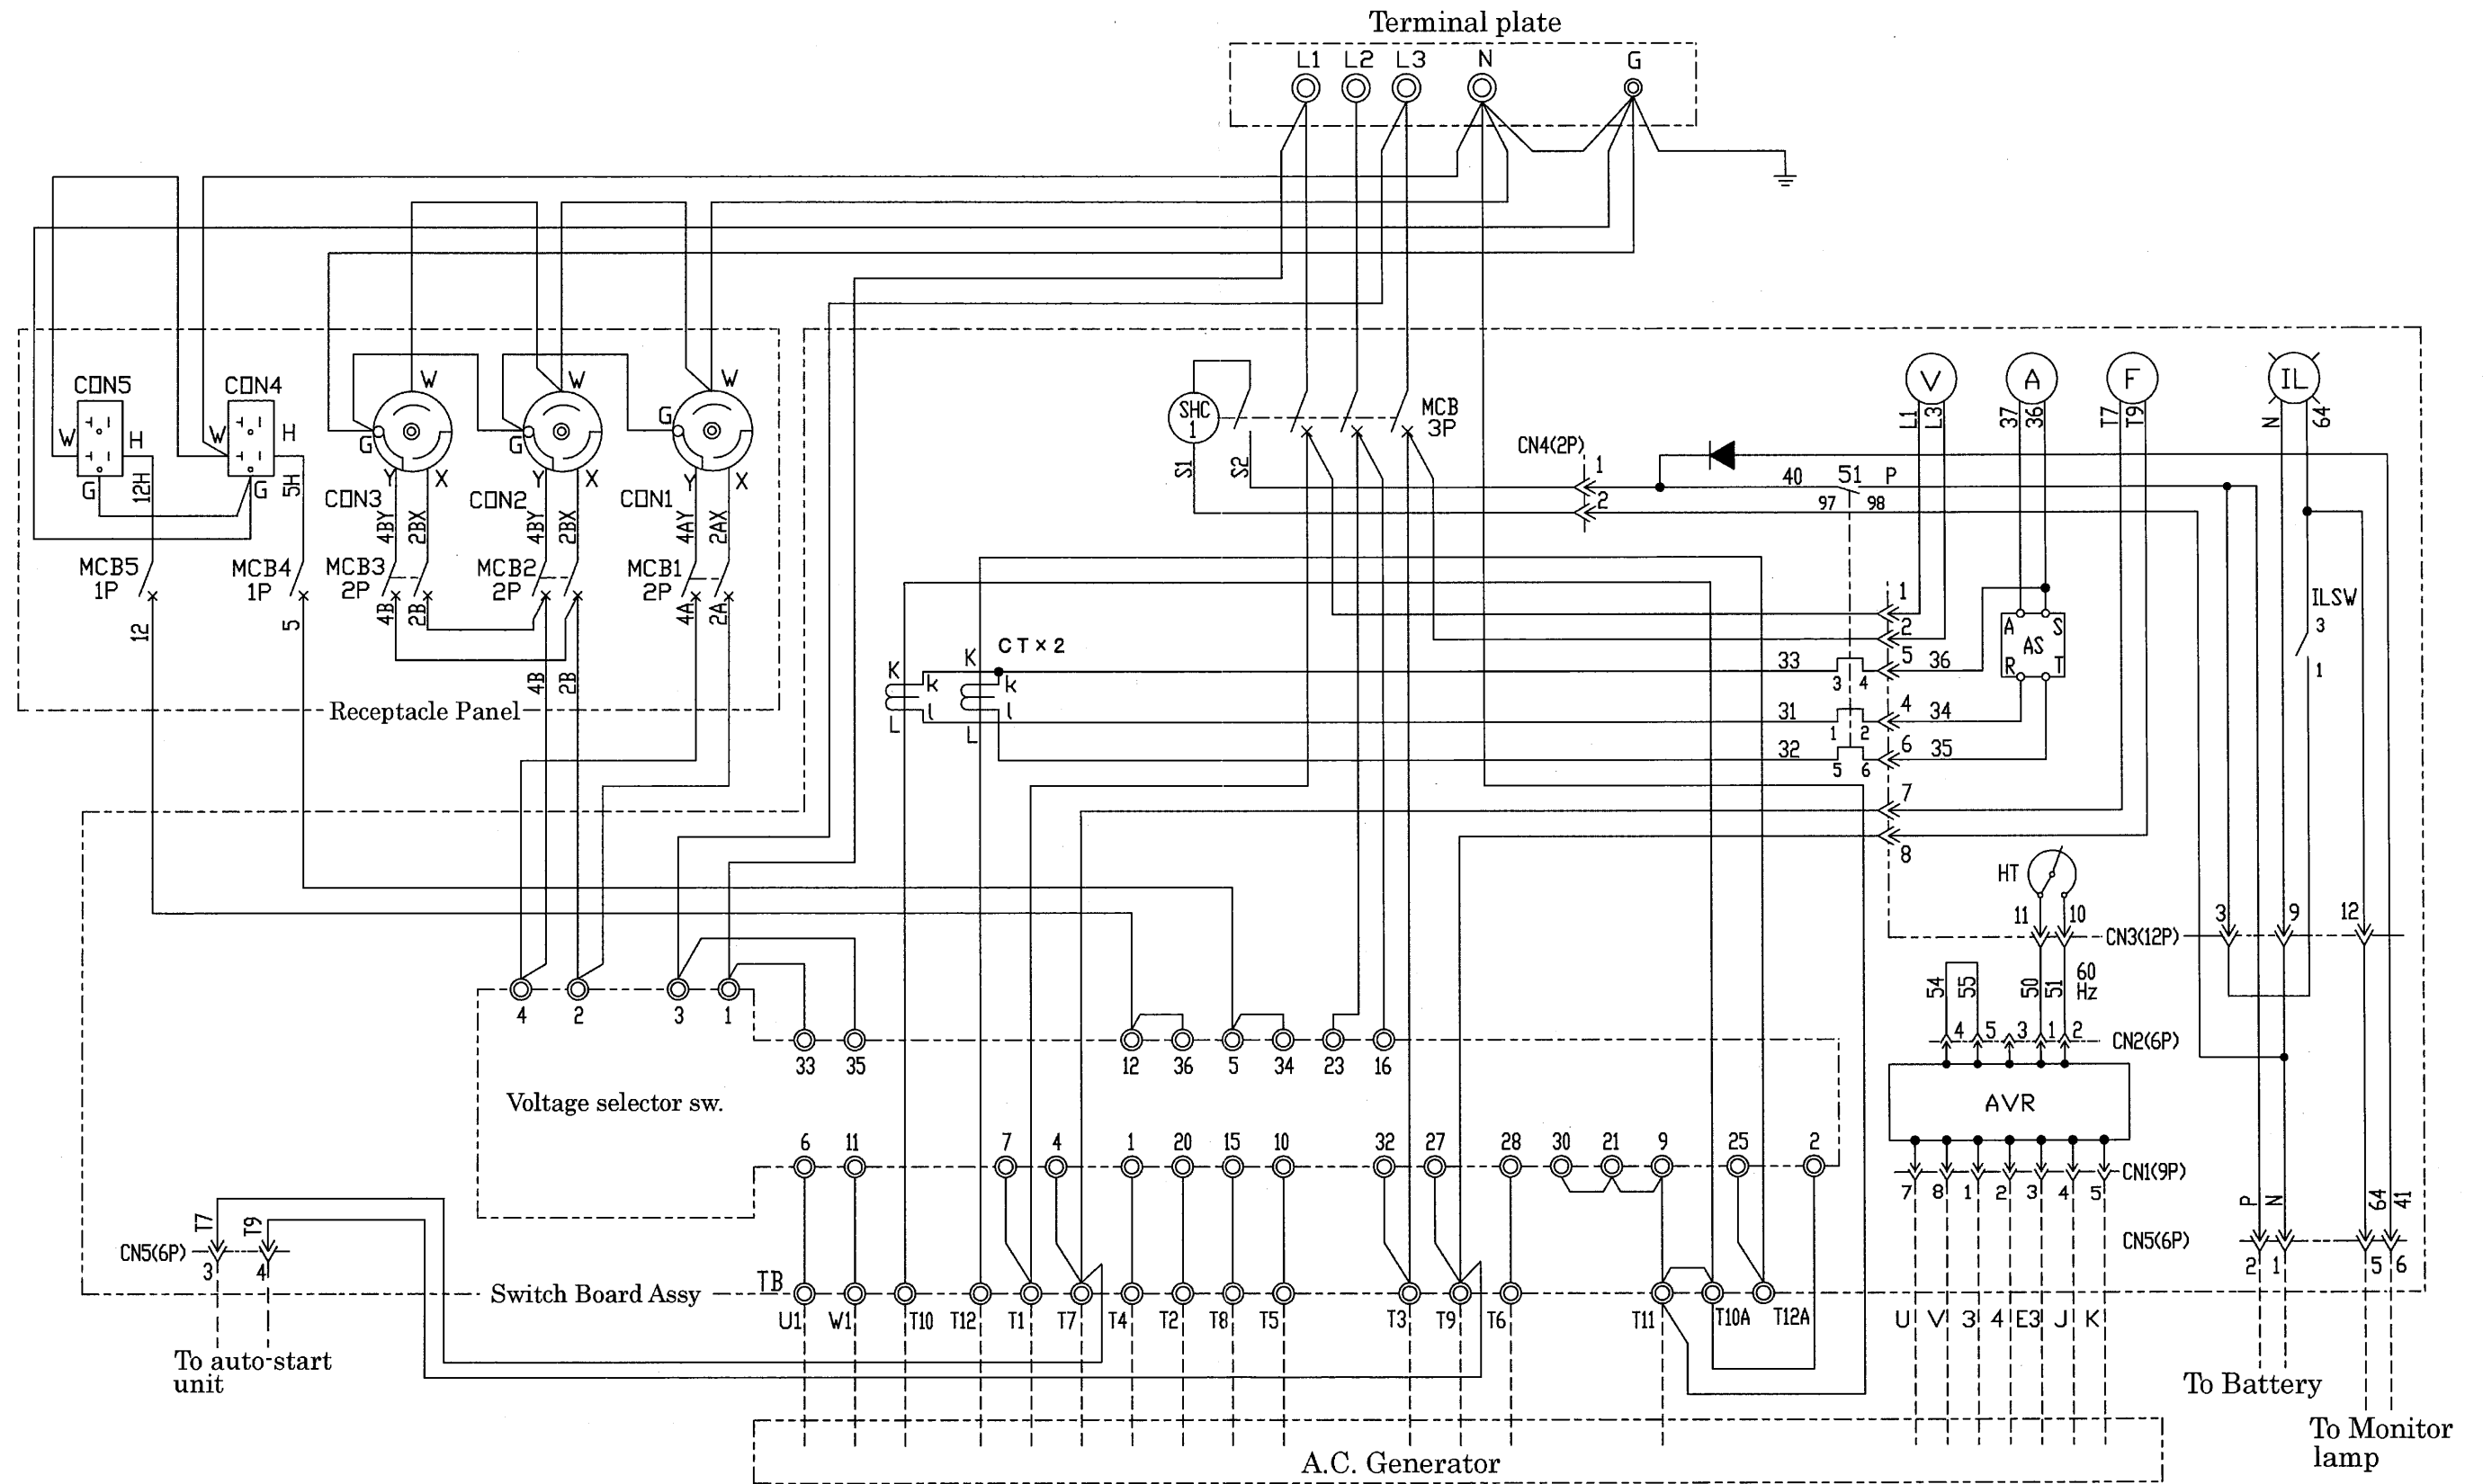 Terminal plate
L1 L2 L3 N G
CON5 CON4 W W W
W H W H G G G
G 12H G 5H
Y X Y X Y X
CON3 CON2 CON1
4BY 2BX 4BY 2BX 4AY 2AX
MCB5 1P MCB4 1P MCB3 2P MCB2 2P MCB1 2P
12 5 4B 2B 4A 2A
4B 2B
Receptacle Panel
SHC 1
S1 S2
MCB 3P
CN4(2P) 1 2
40 51 P
97 98
V A F IL
L1 L3 37 36 T7 T9 N 64
ILSW 3 1
1
2
5
A S
AS
R T
CT×2
K K k k
L L l l
33 3 4 36
31 1 2 4 34
32 5 6 6 35
7
8
HT
11 10
CN3(12P) 3 9 12
54 55 50 51 60 Hz
4 5 3 1 2 CN2(6P)
AVR
CN1(9P)
7 8 1 2 3 4 5
4 2 3 1
33 35 12 36 5 34 23 16
Voltage selector sw.
6 11 7 4 1 20 15 10 32 27 28 30 21 9 25 2
T7 T9
CN5(6P) 3 4
To auto-start
unit
Switch Board Assy TB
U1 W1 T10 T12 T1 T7 T4 T2 T8 T5 T3 T9 T6 T11 T10A T12A
U V 3 4 E3 J K
P N 64 41
CN5(6P)
2 1 5 6
To Battery
To Monitor
lamp
A.C. Generator